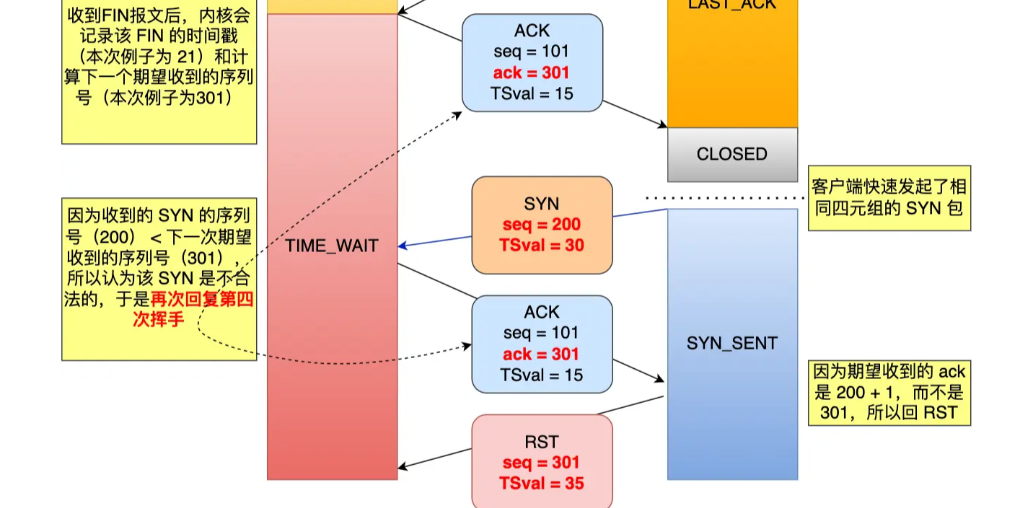 收到FIN报文后，内核会
记录该 FIN 的时间戳
（本次例子为 21）和计
算下一个期望收到的序列
号（本次例子为301）
LAST_ACK
ACK
seq = 101
ack = 301
TSval = 15
CLOSED
客户端快速发起了相
同四元组的 SYN 包
SYN
seq = 200
TSval = 30
因为收到的 SYN 的序列
号（200） < 下一次期望
收到的序列号（301），
所以认为该 SYN 是不合
法的，于是再次回复第四
次挥手
TIME_WAIT
ACK
seq = 101
ack = 301
TSval = 15
SYN_SENT
因为期望收到的 ack
是 200 + 1，而不是
301，所以回 RST
RST
seq = 301
TSval = 35